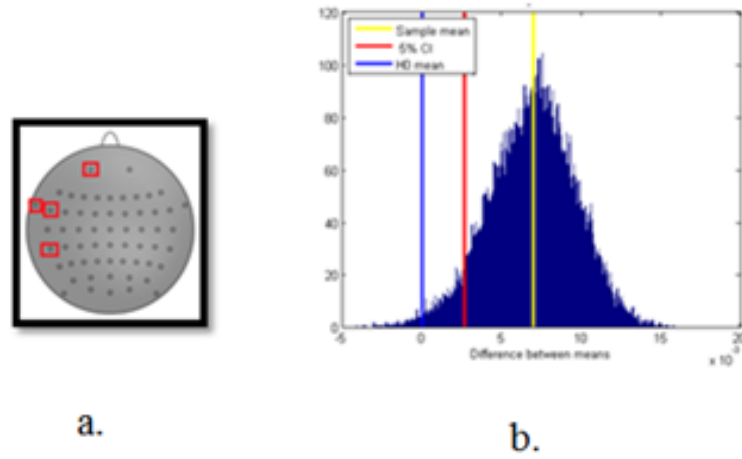 120
100
80
60
40
20
0
Sample mean
5% CI
H0 mean
-5 0 5 10 15 20
Difference between means
x 10⁻³
a.
b.